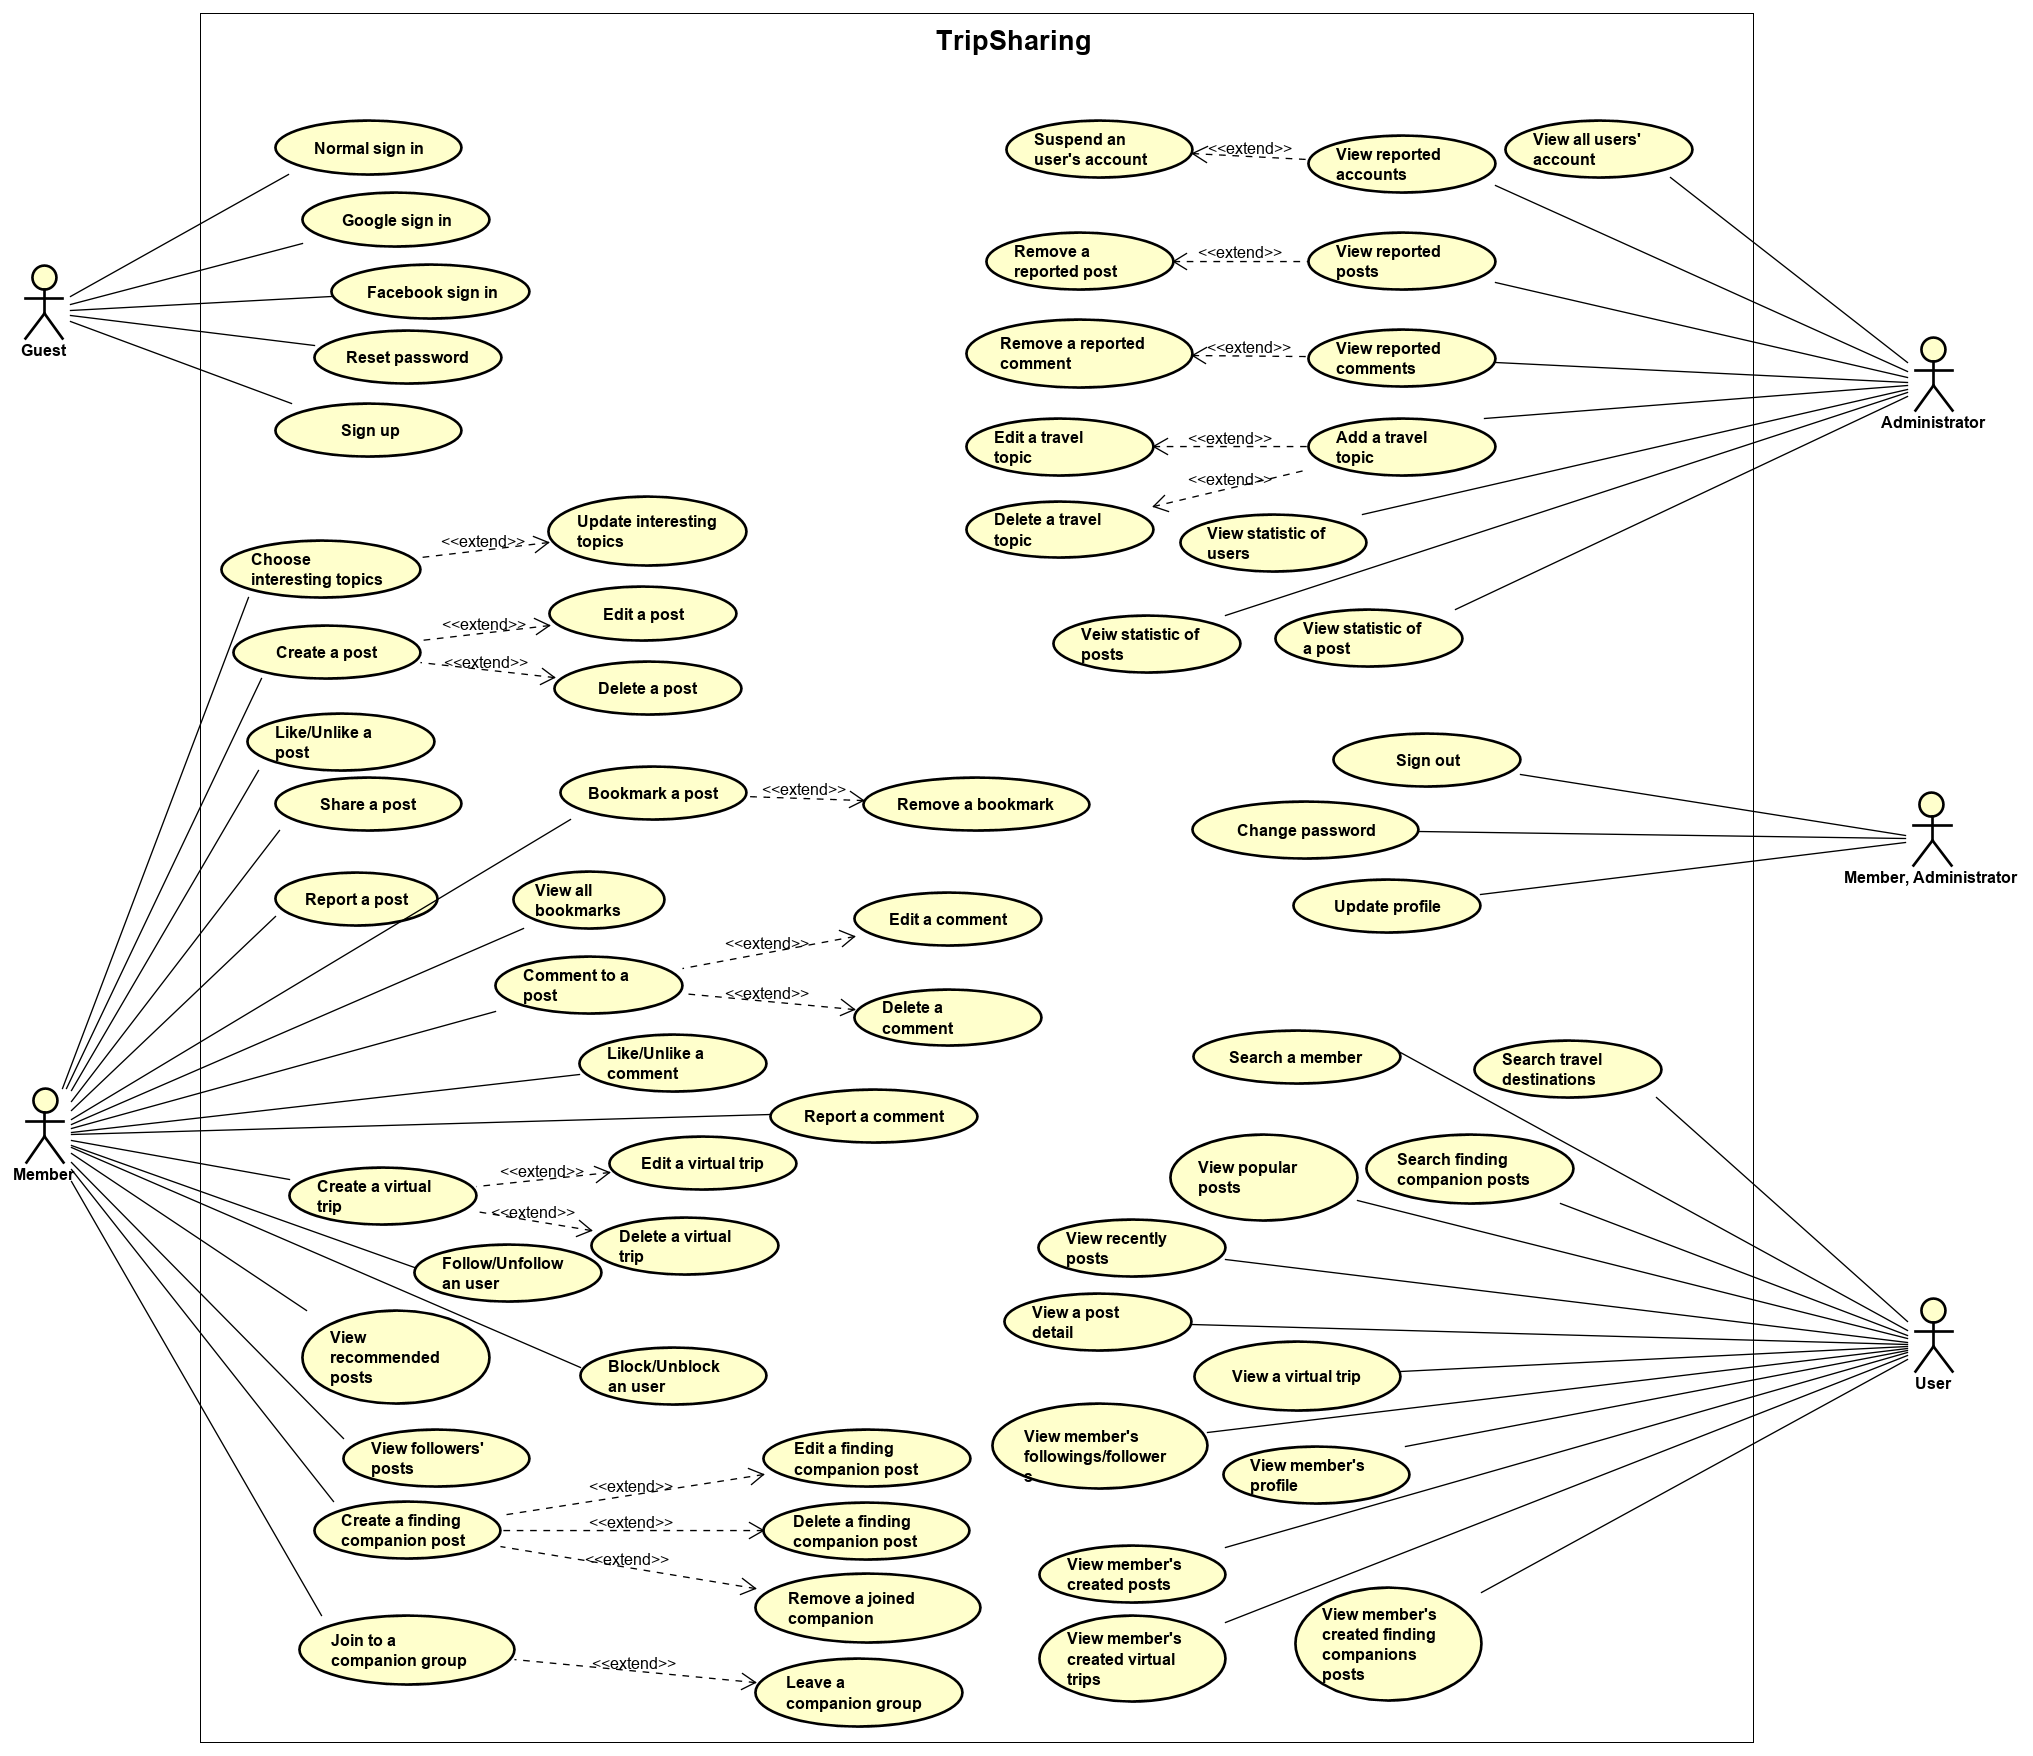 TripSharing
Normal sign in
Google sign in
Facebook sign in
Reset password
Sign up
Guest
Suspend an
user's account
<<extend>>
View reported
accounts
View all users'
account
Remove a
reported post
<<extend>>
View reported
posts
Remove a reported
comment
<<extend>>
View reported
comments
Edit a travel
topic
<<extend>>
Add a travel
topic
<<extend>>
Delete a travel
topic
View statistic of
users
Veiw statistic of
posts
View statistic of
a post
Administrator
Choose
interesting topics
<<extend>>
Update interesting
topics
Create a post
<<extend>>
Edit a post
<<extend>>
Delete a post
Like/Unlike a
post
Share a post
Report a post
Bookmark a post
<<extend>>
Remove a bookmark
View all
bookmarks
Comment to a
post
<<extend>>
Edit a comment
<<extend>>
Delete a
comment
Like/Unlike a
comment
Report a comment
Member
Create a virtual
trip
<<extend>>
Edit a virtual trip
<<extend>>
Delete a virtual
trip
Follow/Unfollow
an user
View
recommended
posts
Block/Unblock
an user
View followers'
posts
Create a finding
companion post
<<extend>>
Edit a finding
companion post
<<extend>>
Delete a finding
companion post
<<extend>>
Remove a joined
companion
Join to a
companion group
<<extend>>
Leave a
companion group
Sign out
Change password
Update profile
Member, Administrator
Search a member
Search travel
destinations
View popular
posts
Search finding
companion posts
View recently
posts
View a post
detail
View a virtual trip
View member's
followings/follower
s
View member's
profile
View member's
created posts
View member's
created virtual
trips
View member's
created finding
companions
posts
User